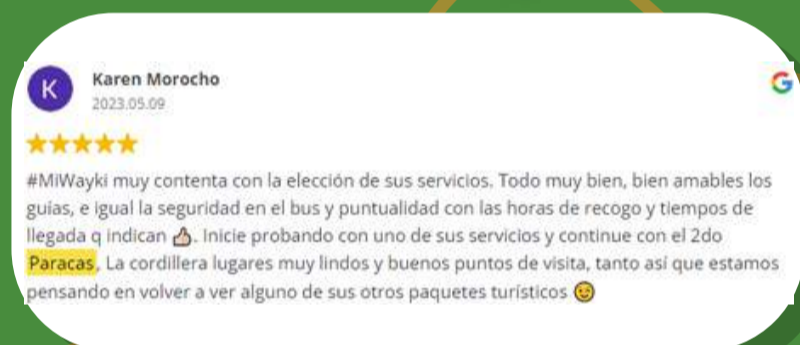 K
Karen Morocho
2023.05.09
G
#MiWayki muy contenta con la elección de sus servicios. Todo muy bien, bien amables los
guías, e igual la seguridad en el bus y puntualidad con las horas de recogo y tiempos de
llegada q indican 👍. Inicie probando con uno de sus servicios y continue con el 2do
Paracas, La cordillera lugares muy lindos y buenos puntos de visita, tanto así que estamos
pensando en volver a ver alguno de sus otros paquetes turísticos 😉